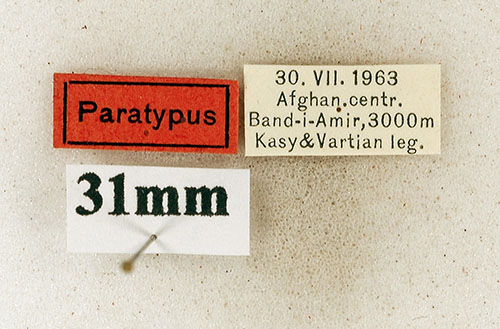 Paratypus
30. VII. 1963
Afghan.centr.
Band-i-Amir,3000m
Kasy&Vartian leg.
31mm